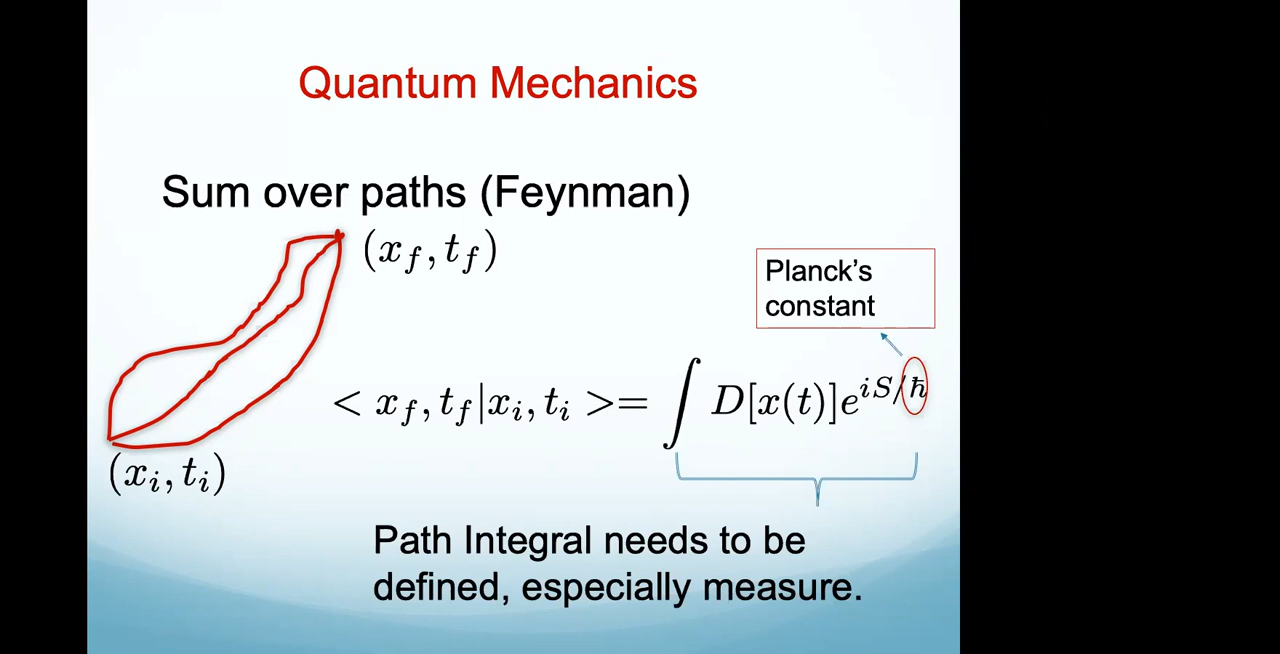 Quantum Mechanics
Sum over paths (Feynman)
(x_f, t_f)
Planck's
constant
< x_f, t_f|x_i, t_i >= ∫ D[x(t)]e^{iS/ħ}
(x_i, t_i)
Path Integral needs to be
defined, especially measure.